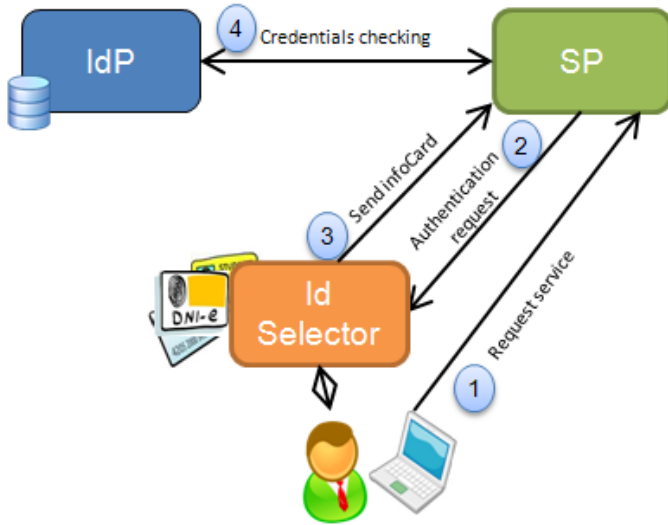 4
Credentials checking
IdP
SP
2
Send infoCard
Authentication
request
3
Id
Selector
DNI-e
Request service
1